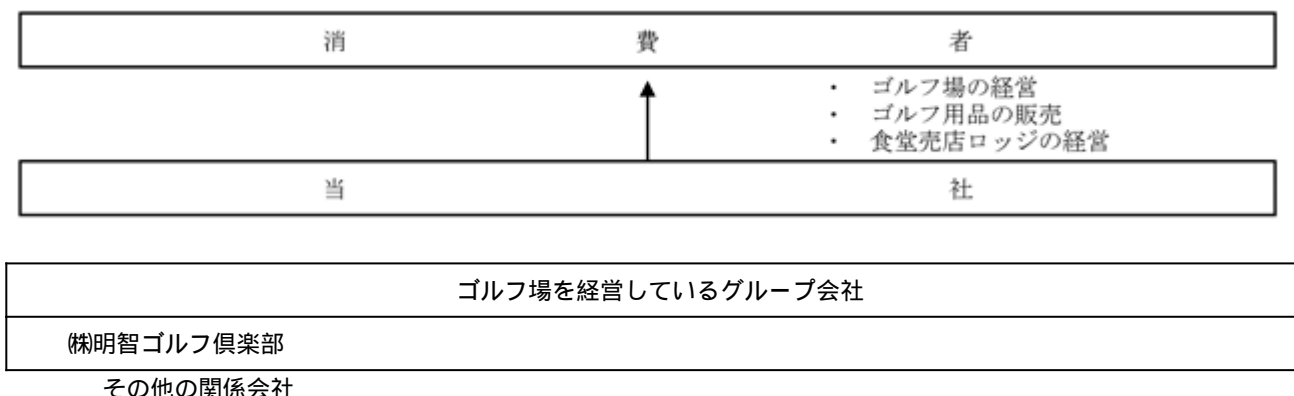 消費者
・ ゴルフ場の経営
・ ゴルフ用品の販売
・ 食堂売店ロッジの経営
当社
ゴルフ場を経営しているグループ会社
㈱明智ゴルフ倶楽部
その他の関係会社